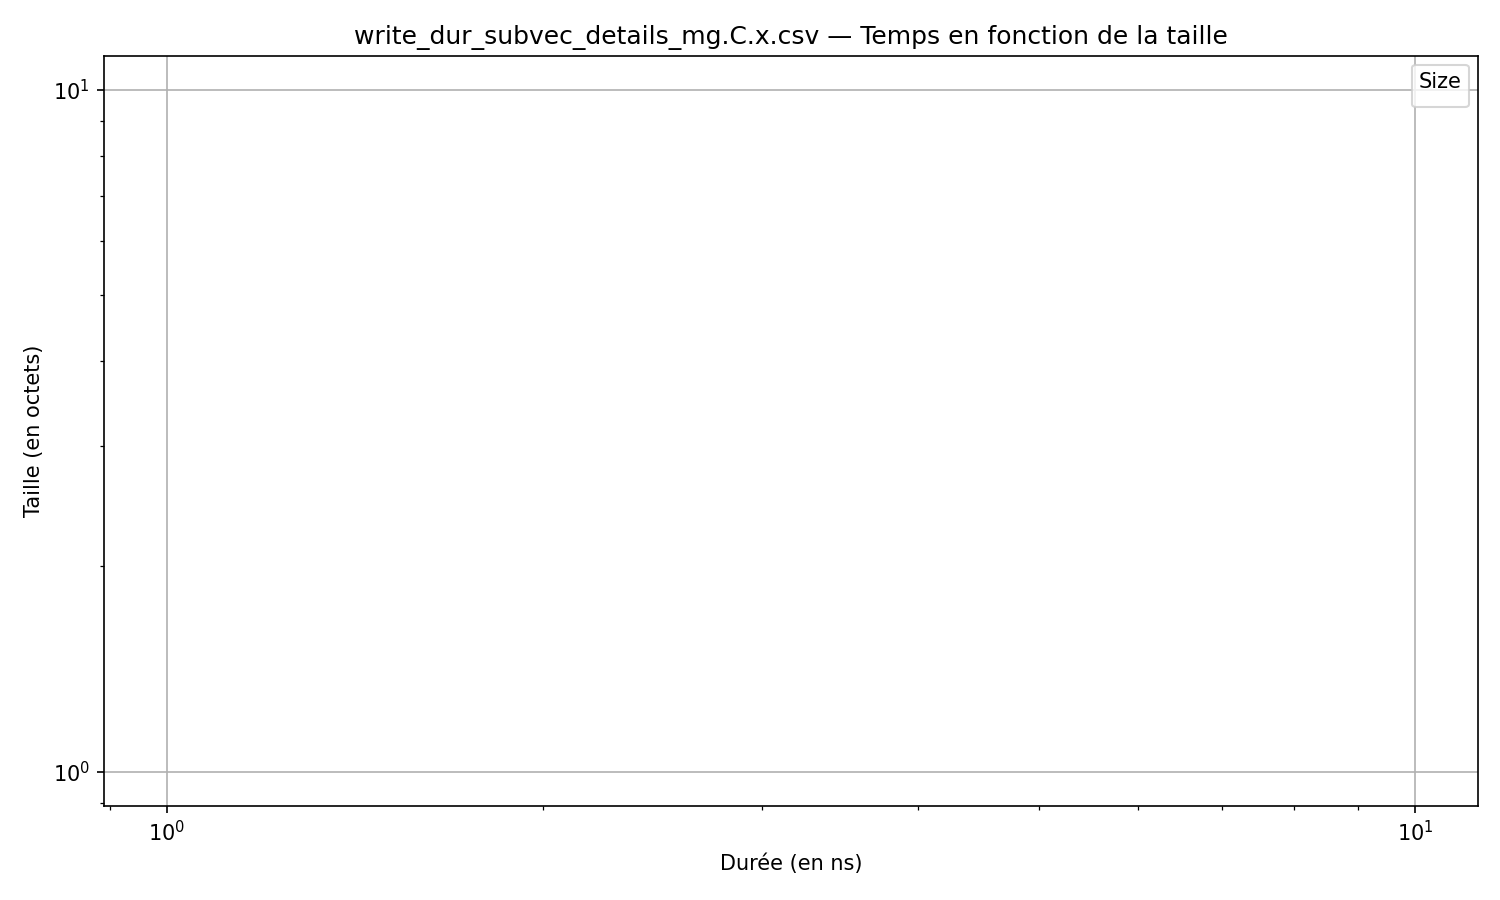 write_dur_subvec_details_mg.C.x.csv — Temps en fonction de la taille
Size
10¹
10⁰
Taille (en octets)
10⁰ 10¹
Durée (en ns)